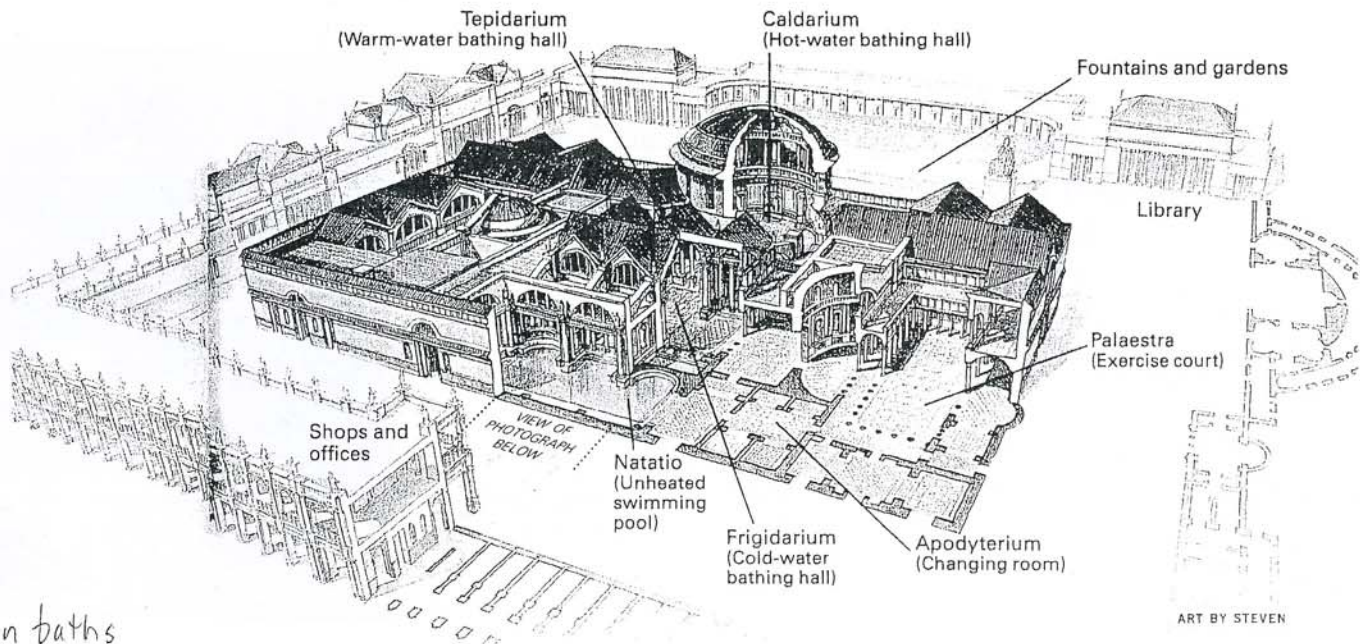 Tepidarium
(Warm-water bathing hall)
Caldarium
(Hot-water bathing hall)
Fountains and gardens
Library
Palaestra
(Exercise court)
Shops and
offices
VIEW OF
PHOTOGRAPH
BELOW
Natatio
(Unheated
swimming
pool)
Frigidarium
(Cold-water
bathing hall)
Apodyterium
(Changing room)
ART BY STEVEN
baths